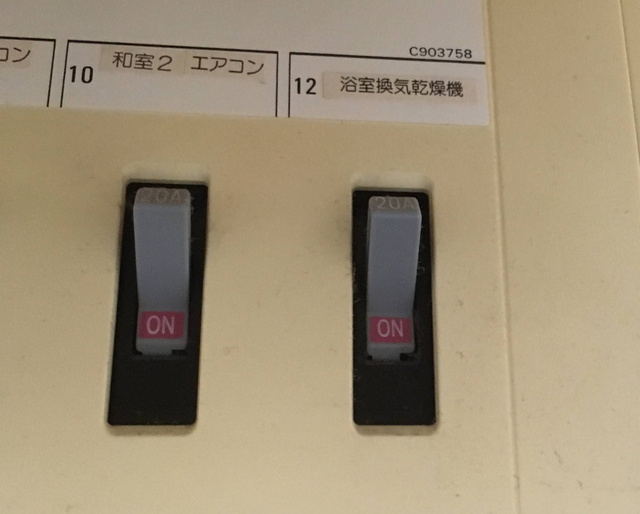 C903758
コン
10 和室2 エアコン
12 浴室換気乾燥機
20A 20A
ON ON